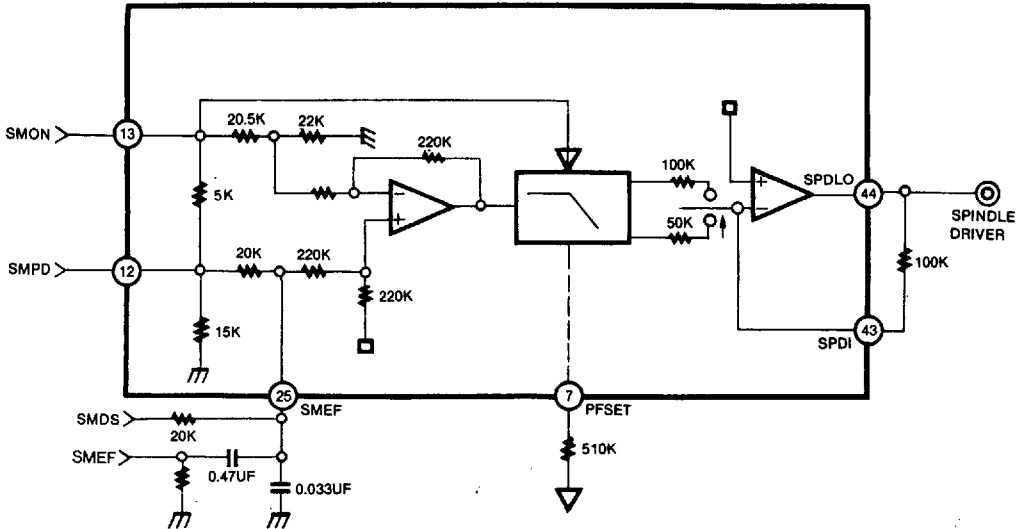 20.5K 22K
SMON 13
220K
100K
SPDLO 44
5K
+
-
-
+
50K
SPINDLE
DRIVER
SMPD 12
20K 220K
220K
100K
15K
43
SPDI
25
SMEF
7
PFSET
SMDS
20K
510K
SMEF
0.47UF
0.033UF